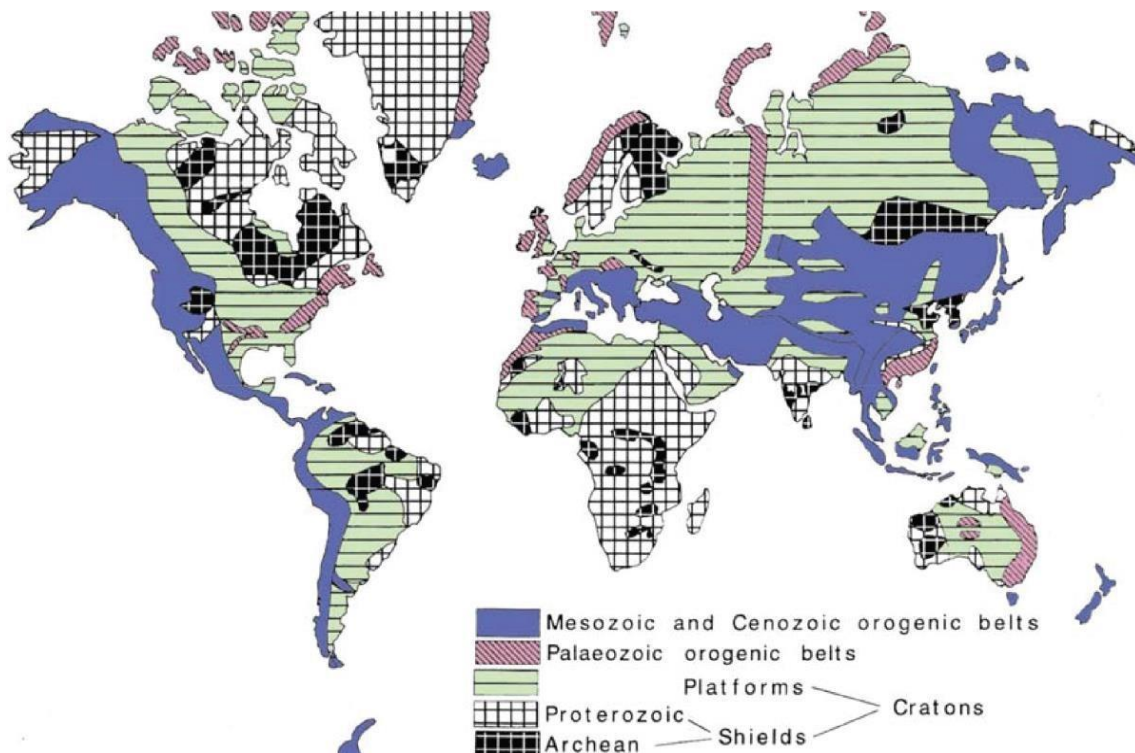 Mesozoic and Cenozoic orogenic belts
Palaeozoic orogenic belts
Platforms
Cratons
Proterozoic
Shields
Archean